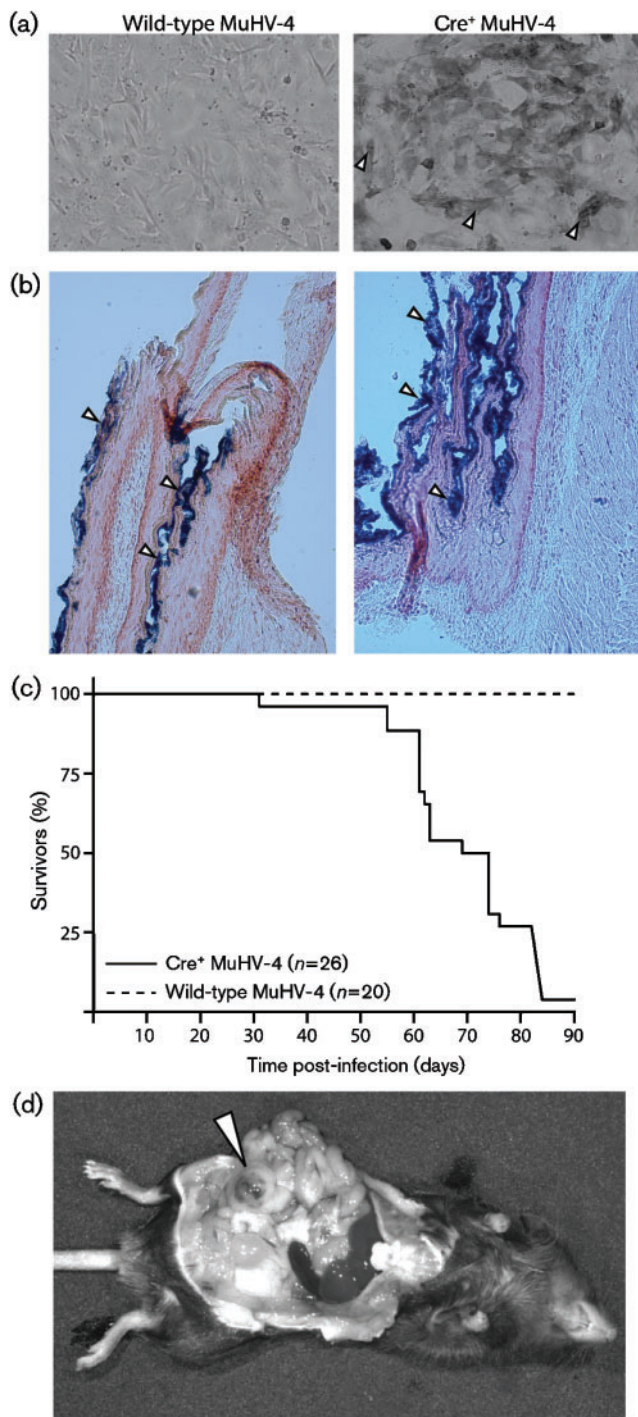 (a)
Wild-type MuHV-4 Cre⁺ MuHV-4
(b)
(c)
100
75
50
25
Survivors (%)
Cre⁺ MuHV-4 (n=26)
Wild-type MuHV-4 (n=20)
10 20 30 40 50 60 70 80 90
Time post-infection (days)
(d)